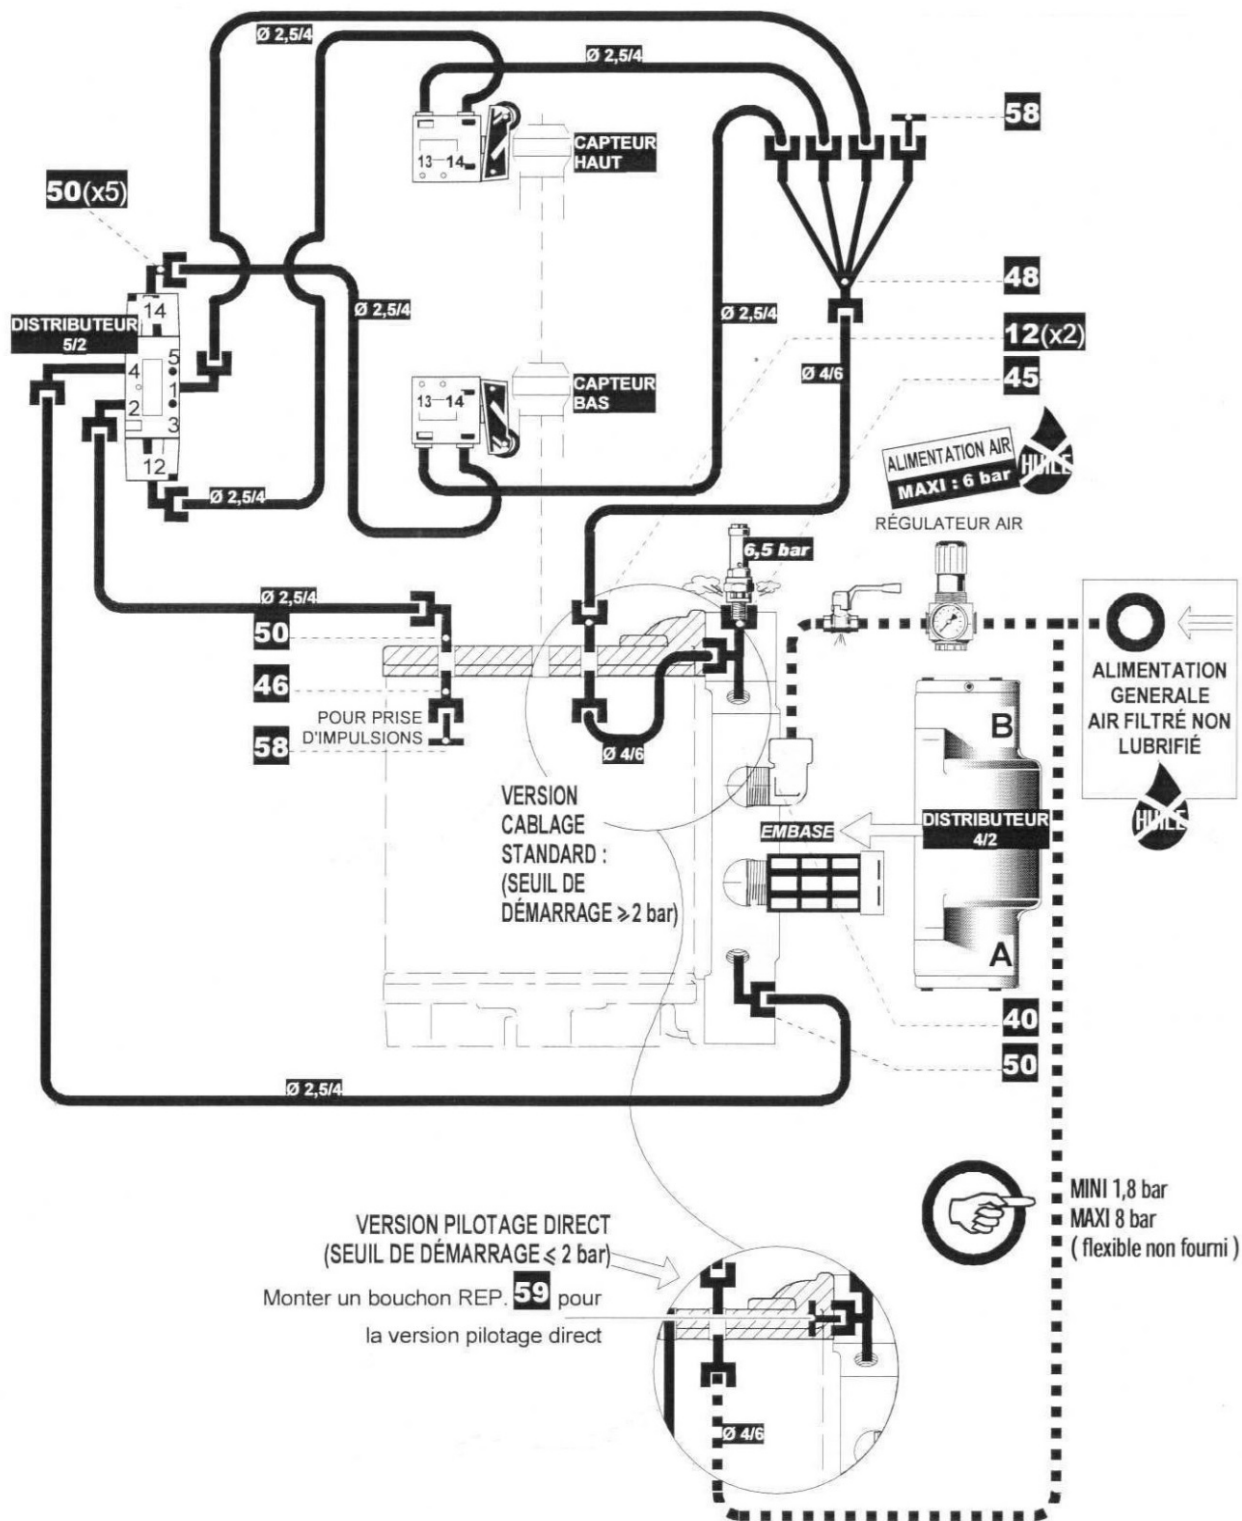 Ø 2,5/4
Ø 2,5/4
58
CAPTEUR
HAUT
13 14
50(x5)
48
14
DISTRIBUTEUR
5/2
Ø 2,5/4
Ø 2,5/4
12(x2)
4
5
1
2
3
12
CAPTEUR
BAS
13 14
Ø 4/6
45
ALIMENTATION AIR
MAXI : 6 bar
HUILE
RÉGULATEUR AIR
Ø 2,5/4
6,5 bar
Ø 2,5/4
50
46
POUR PRISE
D'IMPULSIONS
58
Ø 4/6
ALIMENTATION
GENERALE
AIR FILTRÉ NON
LUBRIFIÉ
HUILE
B
VERSION
CABLAGE
STANDARD :
(SEUIL DE
DÉMARRAGE ⩾ 2 bar)
EMBASE
DISTRIBUTEUR
4/2
A
40
50
Ø 2,5/4
MINI 1,8 bar
MAXI 8 bar
( flexible non fourni )
VERSION PILOTAGE DIRECT
(SEUIL DE DÉMARRAGE ⩽ 2 bar)
Monter un bouchon REP. 59 pour
la version pilotage direct
Ø 4/6